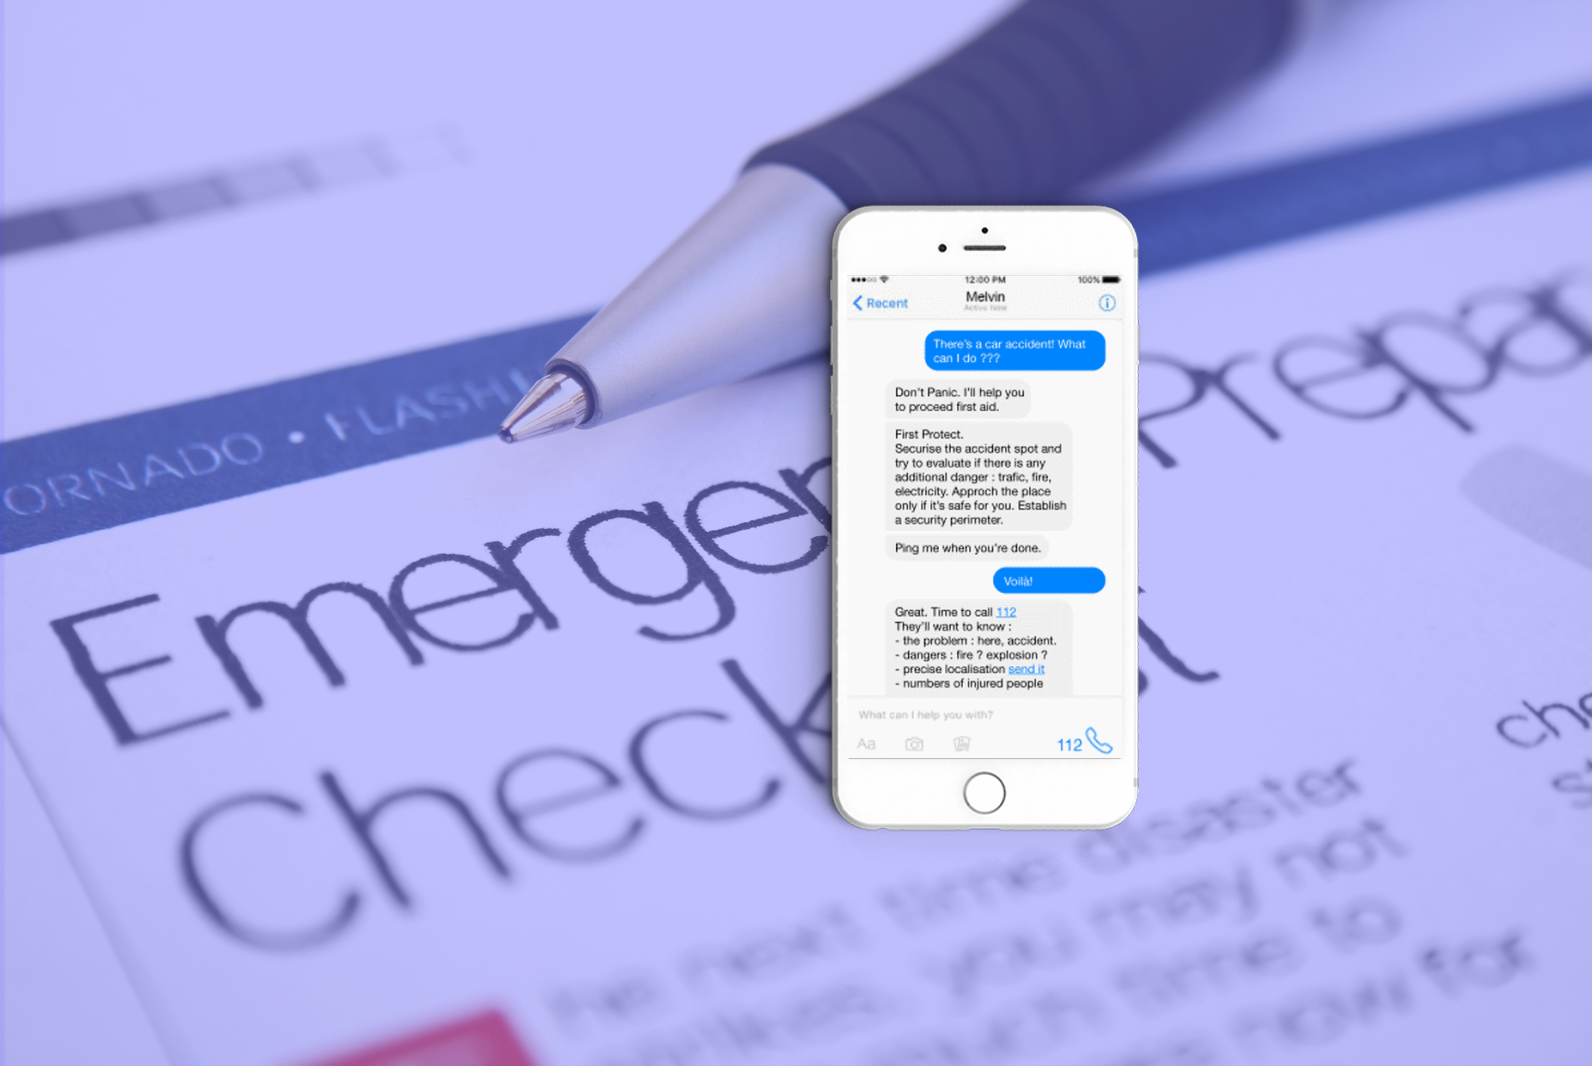 ORNADO • FLASH
Emergen
Prepar
Checkl st
he next time disaster
strikes, you may not
much time to
now for
che
st
12:00 PM
100%
Recent
Melvin
Active Now
There's a car accident! What
can I do ???
Don't Panic. I'll help you
to proceed first aid.
First Protect.
Securise the accident spot and
try to evaluate if there is any
additional danger : trafic, fire,
electricity. Approch the place
only if it's safe for you. Establish
a security perimeter.
Ping me when you're done.
Voilà!
Great. Time to call 112
They'll want to know :
- the problem : here, accident.
- dangers : fire ? explosion ?
- precise localisation send it
- numbers of injured people
What can I help you with?
Aa
112